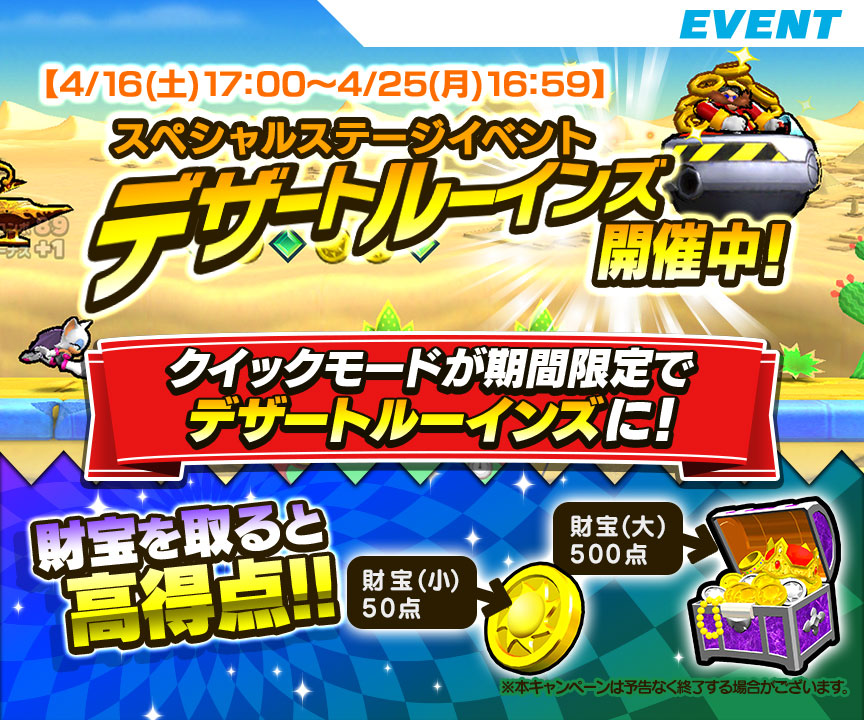 EVENT
【4/16(土)17:00～4/25(月)16:59】
スペシャルステージイベント
デザートルーインズ
開催中!
89
+1
クイックモードが期間限定で
デザートルーインズに!
財宝を取ると
高得点!!
財宝(小)
50点
財宝(大)
500点
※本キャンペーンは予告なく終了する場合がございます。